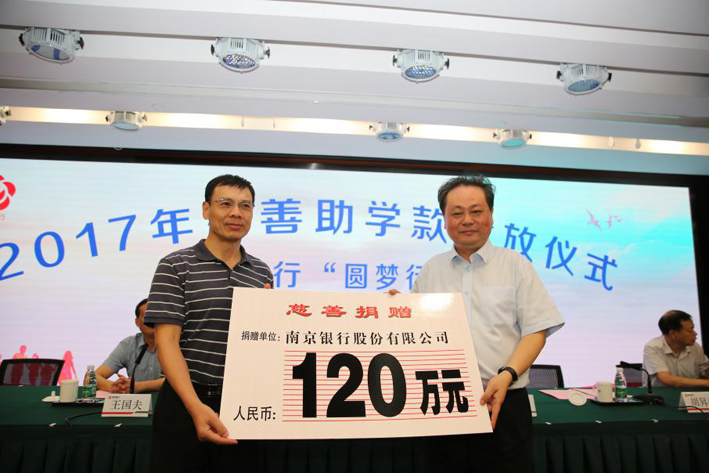 2017年 善助学款 放仪式
行“圆梦行
慈善捐赠
捐赠单位: 南京银行股份有限公司
人民币: 120万元
王国夫